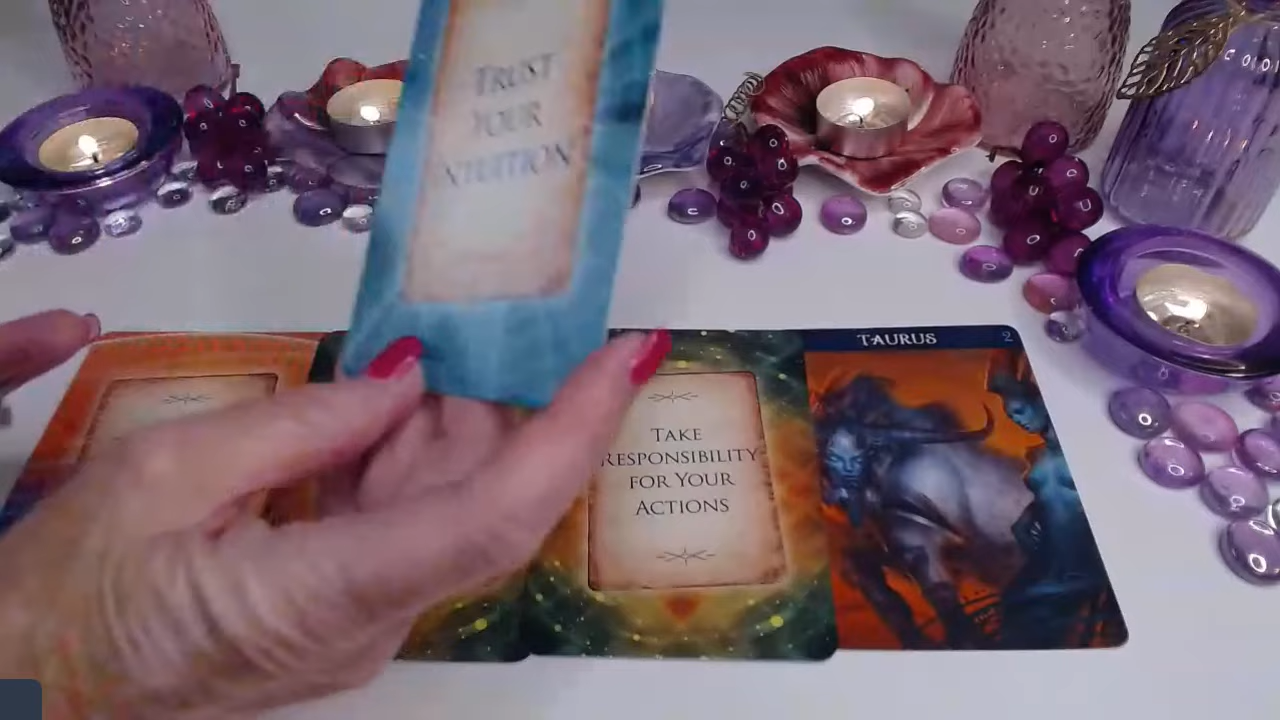 TRUST
YOUR
INTUITION
TAURUS 2
TAKE
RESPONSIBILITY
FOR YOUR
ACTIONS